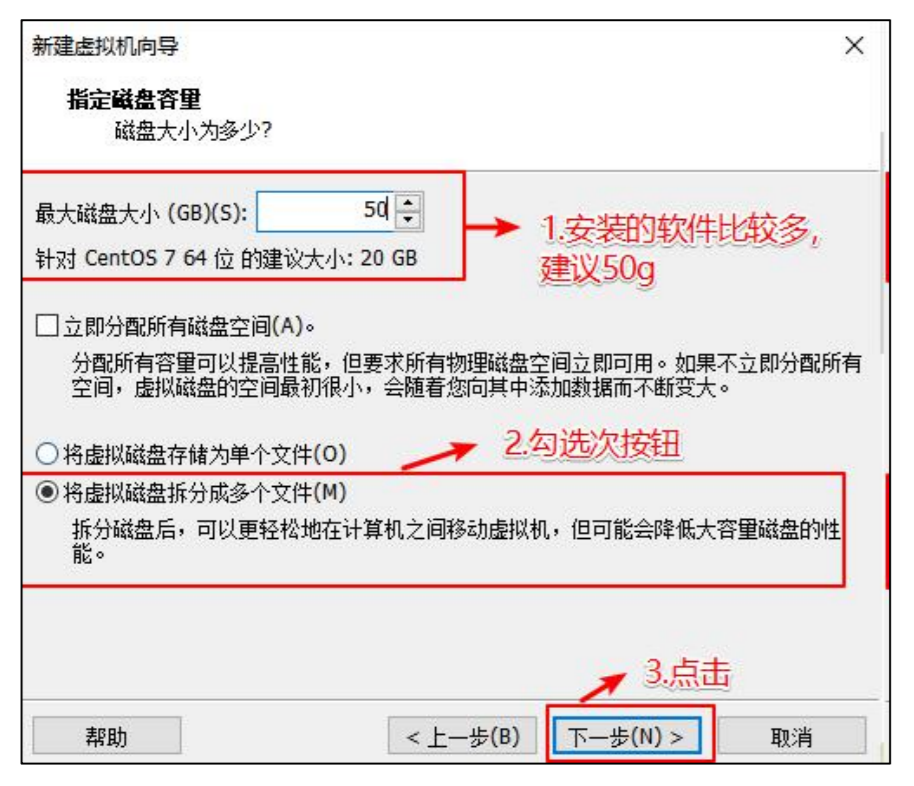 新建虚拟机向导
指定磁盘容量
磁盘大小为多少?
最大磁盘大小 (GB)(S): 50
针对 CentOS 7 64 位 的建议大小: 20 GB
1.安装的软件比较多,
建议50g
立即分配所有磁盘空间(A)。
分配所有容量可以提高性能，但要求所有物理磁盘空间立即可用。如果不立即分配所有
空间，虚拟磁盘的空间最初很小，会随着您向其中添加数据而不断变大。
2.勾选次按钮
将虚拟磁盘存储为单个文件(O)
将虚拟磁盘拆分成多个文件(M)
拆分磁盘后，可以更轻松地在计算机之间移动虚拟机，但可能会降低大容量磁盘的性
能。
3.点击
帮助 < 上一步(B) 下一步(N) > 取消